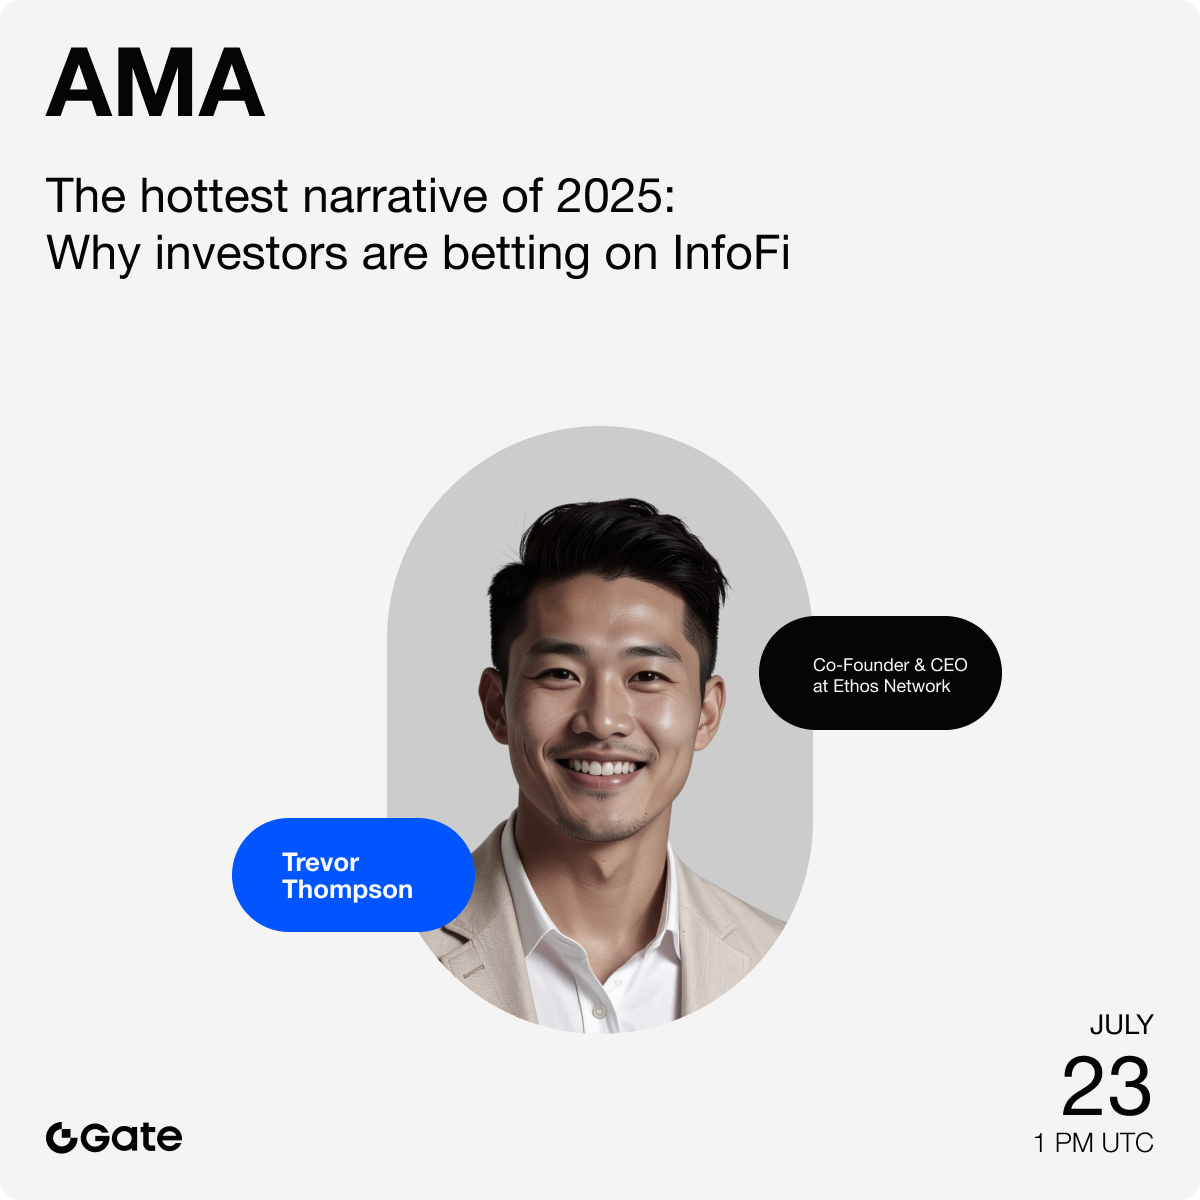 AMA
The hottest narrative of 2025:
Why investors are betting on InfoFi
Co-Founder & CEO
at Ethos Network
Trevor
Thompson
JULY
23
1 PM UTC
Gate